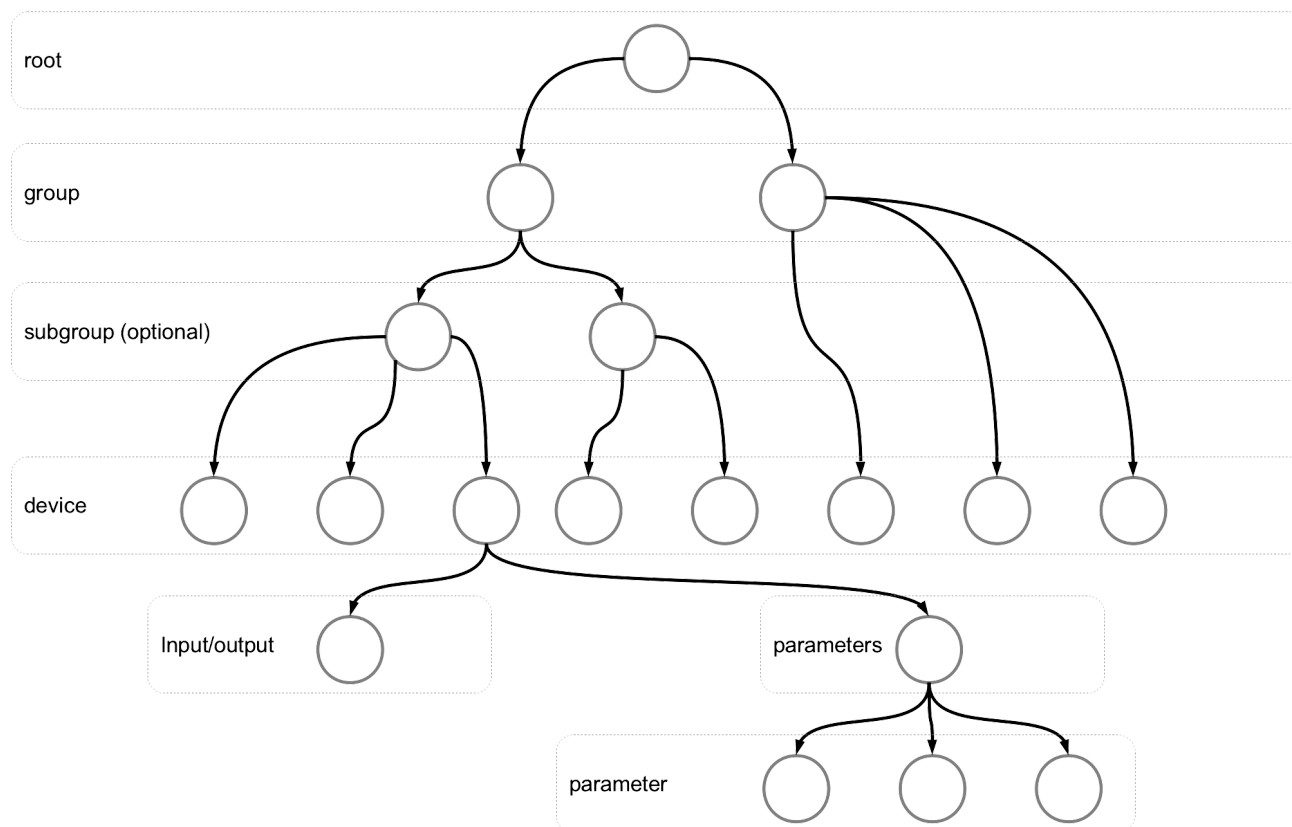 root
group
subgroup (optional)
device
Input/output
parameters
parameter